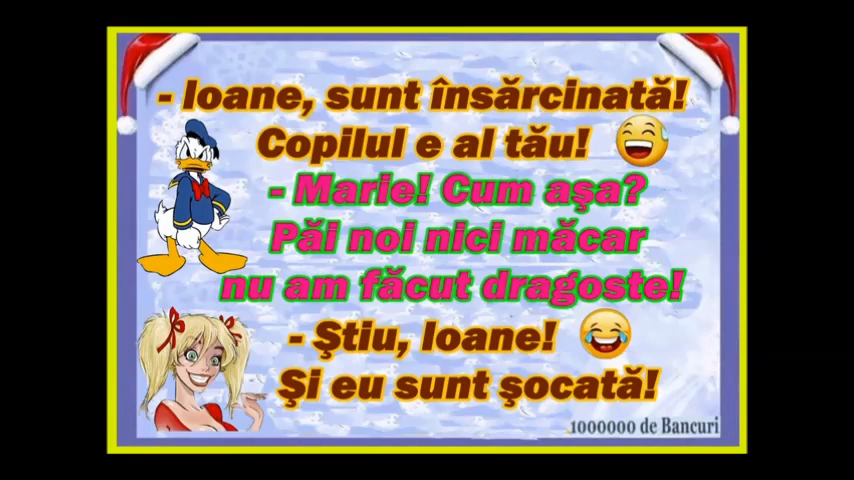 - Ioane, sunt însărcinată!
Copilul e al tău!
- Marie! Cum aşa?
Păi noi nici măcar
nu am făcut dragoste!
- Ştiu, Ioane!
Şi eu sunt şocată!
1000000 de Bancuri